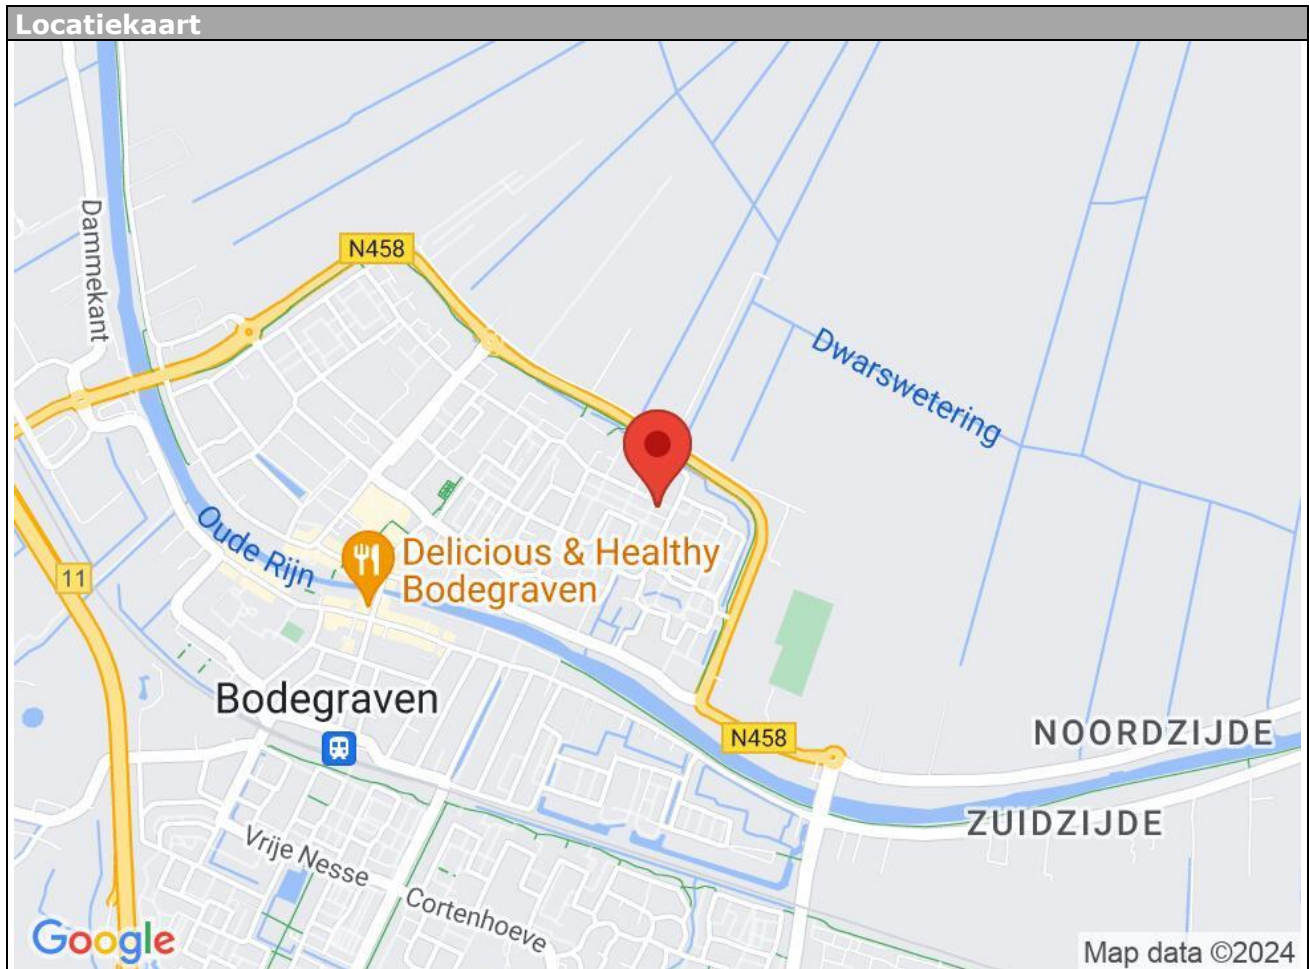 Locatiekaart
Dammekant
N458
Dwarswetering
Oude Rijn
11
Delicious & Healthy
Bodegraven
Bodegraven
N458
NOORDZIJDE
ZUIDZIJDE
Vrije Nesse
Cortenhoeve
Google
Map data ©2024